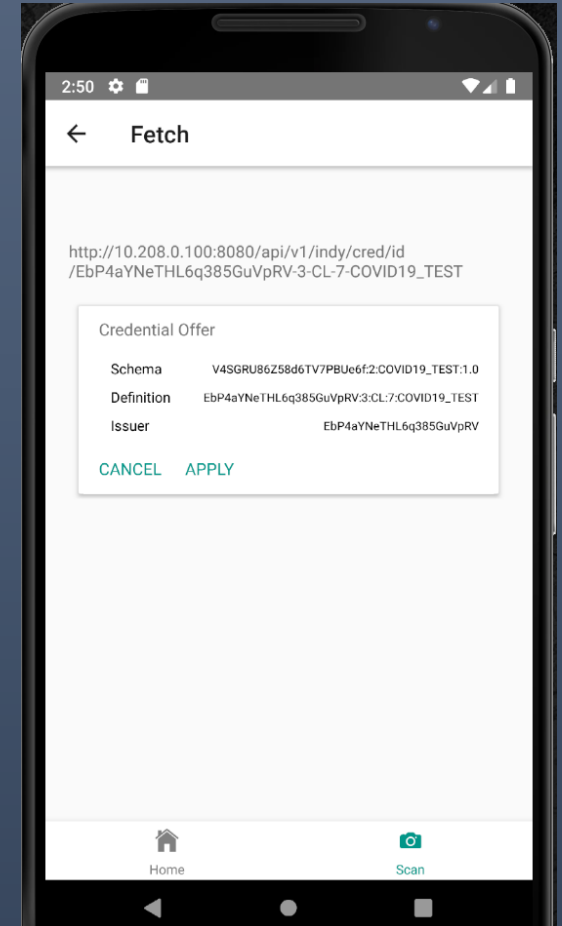 2:50
Fetch
http://10.208.0.100:8080/api/v1/indy/cred/id
/EbP4aYNeTHL6q385GuVpRV-3-CL-7-COVID19_TEST
Credential Offer
Schema V4SGRU86Z58d6TV7PBUe6f:2:COVID19_TEST:1.0
Definition EbP4aYNeTHL6q385GuVpRV:3:CL:7:COVID19_TEST
Issuer EbP4aYNeTHL6q385GuVpRV
CANCEL APPLY
Home Scan